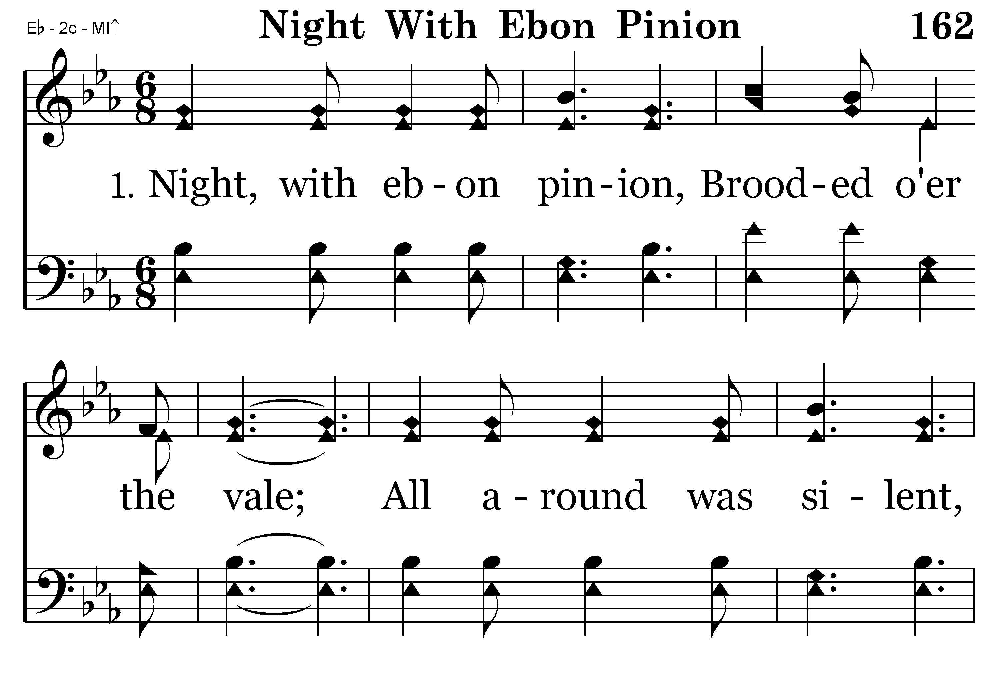 E♭ - 2c - MI↑ Night With Ebon Pinion 162
1. Night, with eb - on pin - ion, Brood - ed o'er
the vale; All a - round was si - lent,